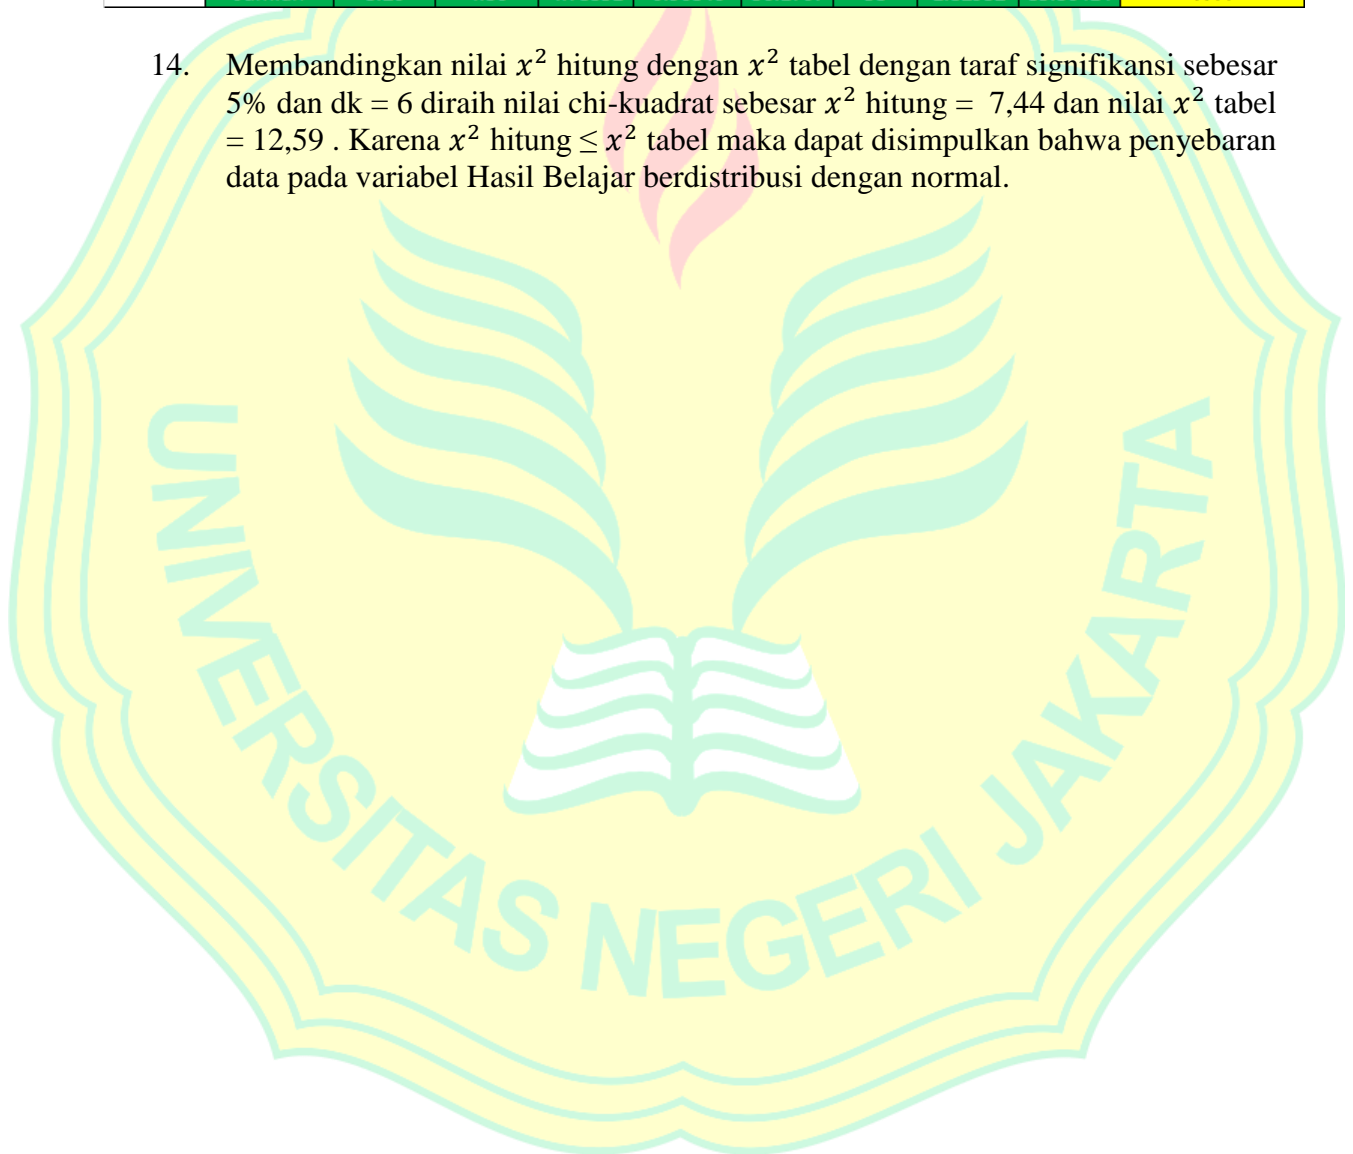 14. Membandingkan nilai 𝑥² hitung dengan 𝑥² tabel dengan taraf signifikansi sebesar
5% dan dk = 6 diraih nilai chi-kuadrat sebesar 𝑥² hitung = 7,44 dan nilai 𝑥² tabel
= 12,59 . Karena 𝑥² hitung ≤ 𝑥² tabel maka dapat disimpulkan bahwa penyebaran
data pada variabel Hasil Belajar berdistribusi dengan normal.
UNIVERSITAS NEGERI JAKARTA